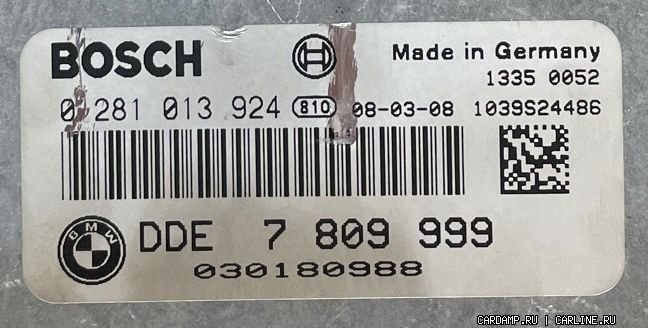 BOSCH
Made in Germany
1335 0052
0 281 013 924 810 08-03-08 1039S24486
BMW
DDE 7 809 999
030180988
CARDAMP.RU | CARLINE.RU